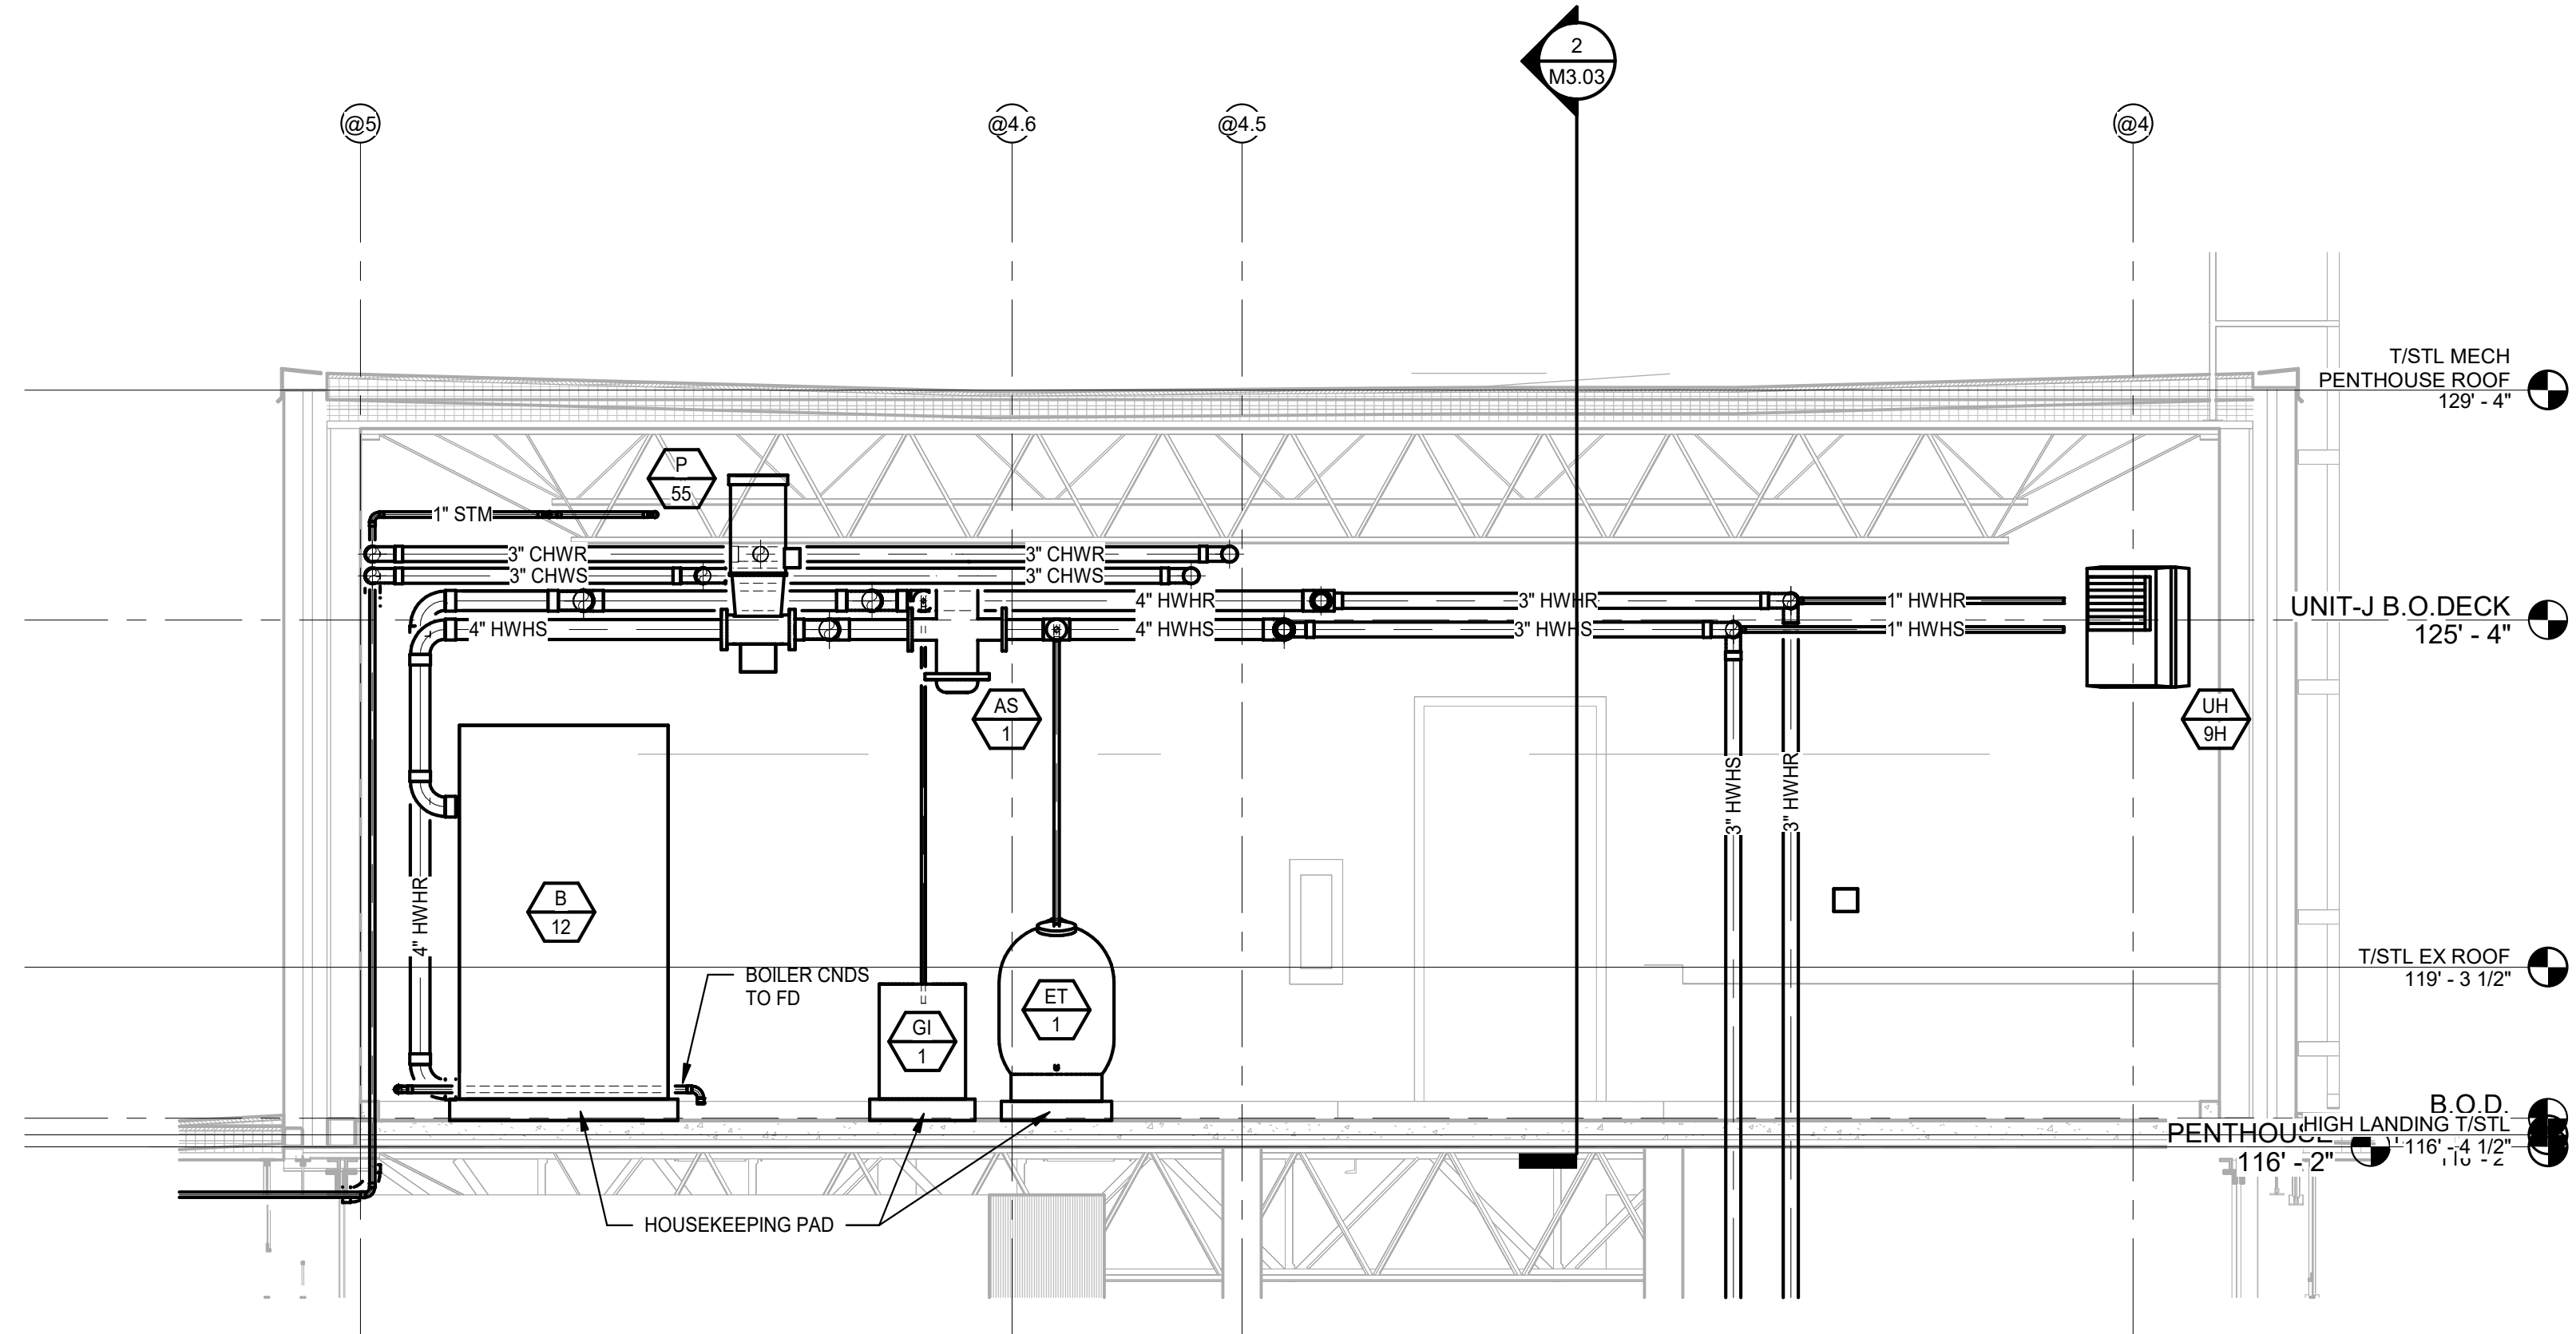 2
M3.03
@5
@4.6
@4.5
@4
T/STL MECH
PENTHOUSE ROOF
129' - 4"
P
55
1" STM
3" CHWR
3" CHWR
3" CHWS
3" CHWS
4" HWHR
3" HWHR
1" HWHR
4" HWHS
4" HWHS
3" HWHS
1" HWHS
UNIT-J B.O.DECK
125' - 4"
AS
1
UH
9H
3" HWHS
3" HWHR
4" HWHR
B
12
BOILER CNDS
TO FD
T/STL EX ROOF
119' - 3 1/2"
ET
1
GI
1
B.O.D.
HIGH LANDING T/STL
116' - 4 1/2"
116' - 2"
HOUSEKEEPING PAD